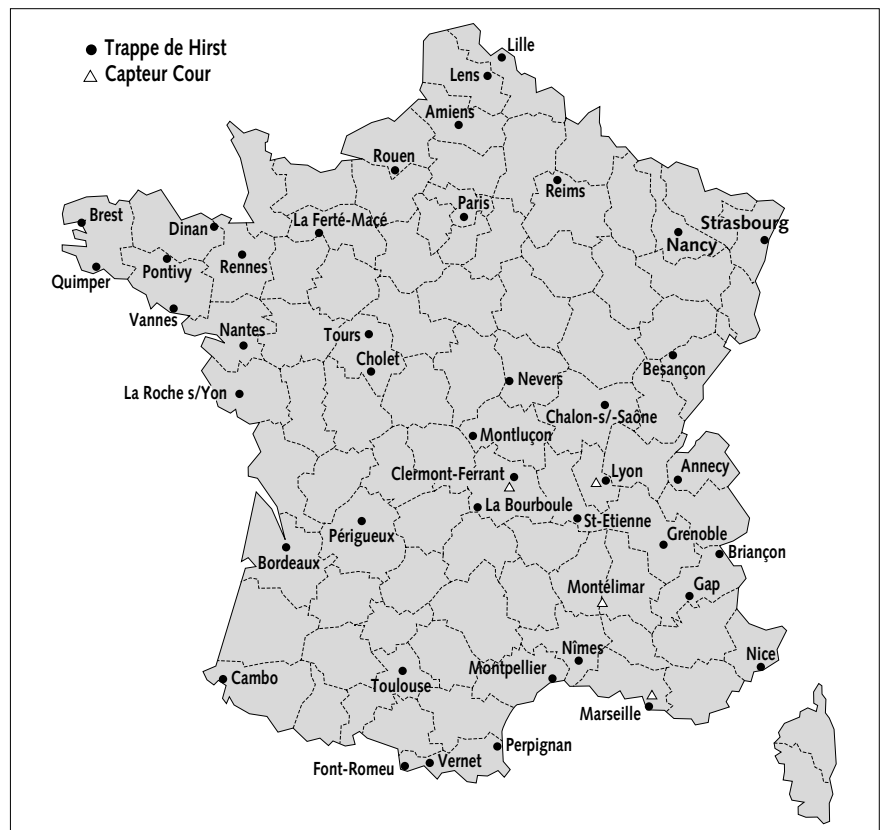 Trappe de Hirst
Capteur Cour
Lille
Lens
Amiens
Rouen
Reims
Paris
Brest
Dinan
La Ferté-Macé
Strasbourg
Nancy
Quimper
Pontivy
Rennes
Vannes
Nantes
Tours
Cholet
Besançon
La Roche s/Yon
Nevers
Chalon-s/-Saône
Montluçon
Clermont-Ferrant
Lyon
Annecy
La Bourboule
St-Etienne
Périgueux
Grenoble
Briançon
Bordeaux
Montélimar
Gap
Nîmes
Nice
Cambo
Toulouse
Montpellier
Marseille
Perpignan
Font-Romeu
Vernet